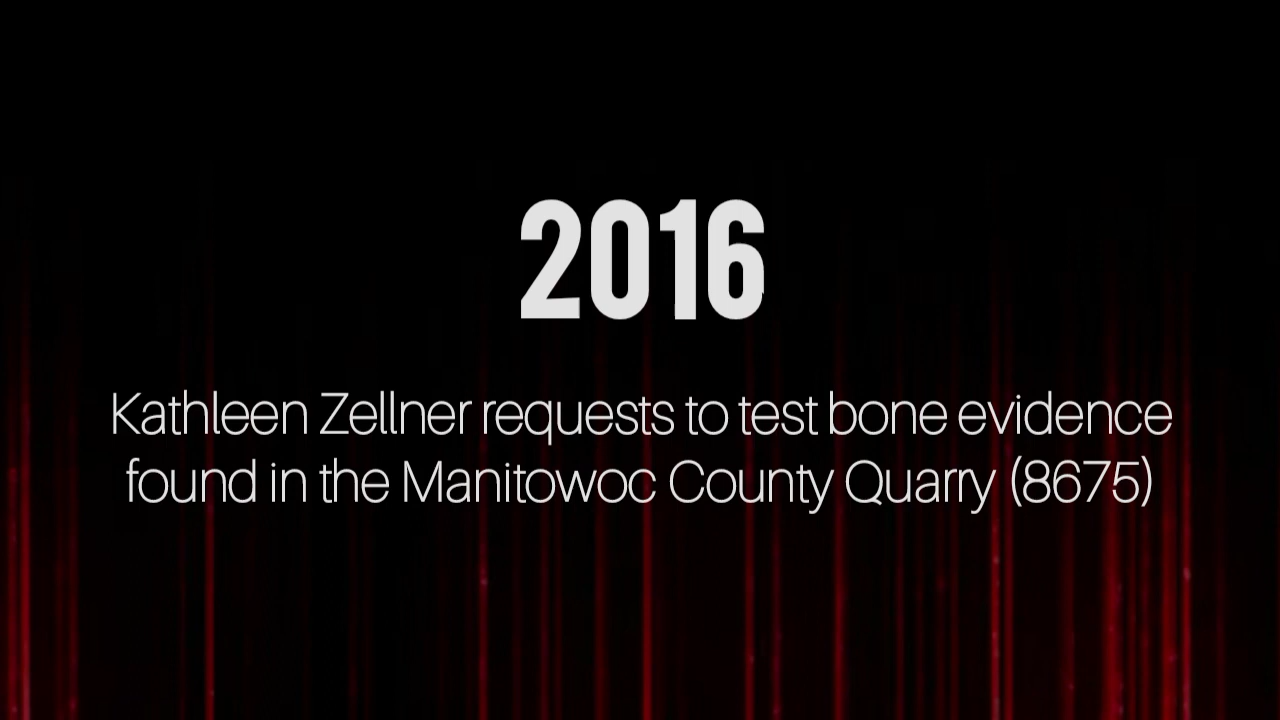 2016
Kathleen Zellner requests to test bone evidence
found in the Manitowoc County Quarry (8675)